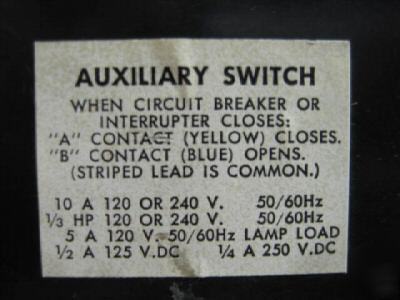 AUXILIARY SWITCH
WHEN CIRCUIT BREAKER OR
INTERRUPTER CLOSES:
"A" CONTACT (YELLOW) CLOSES.
"B" CONTACT (BLUE) OPENS.
(STRIPED LEAD IS COMMON.)
10 A 120 OR 240 V. 50/60Hz
1/3 HP 120 OR 240 V. 50/60Hz
5 A 120 V. 50/60Hz LAMP LOAD
1/2 A 125 V.DC 1/4 A 250 V.DC